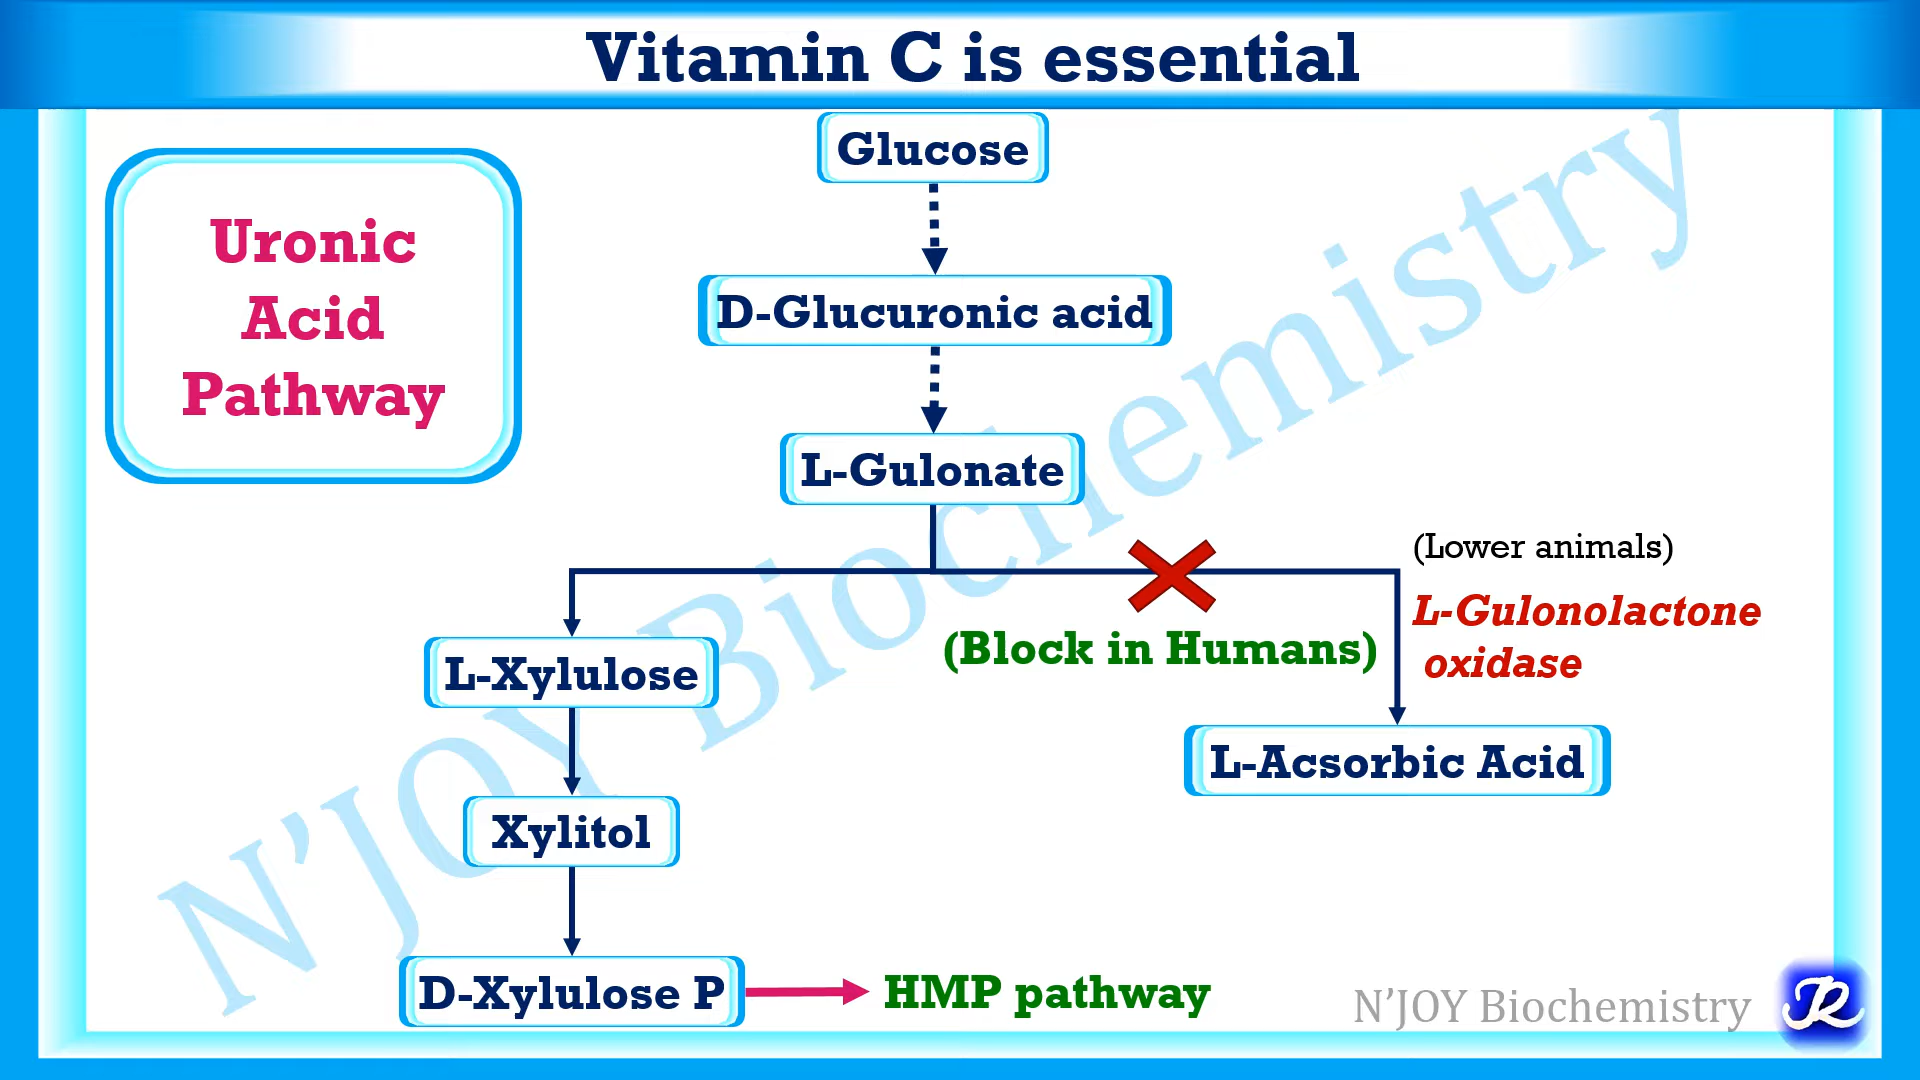 Vitamin C is essential
Uronic
Acid
Pathway
Glucose
D-Glucuronic acid
L-Gulonate
(Lower animals)
L-Gulonolactone
oxidase
(Block in Humans)
L-Xylulose
L-Acsorbic Acid
Xylitol
D-Xylulose P
HMP pathway
N'JOY Biochemistry
N’JOY Biochemistry
JR